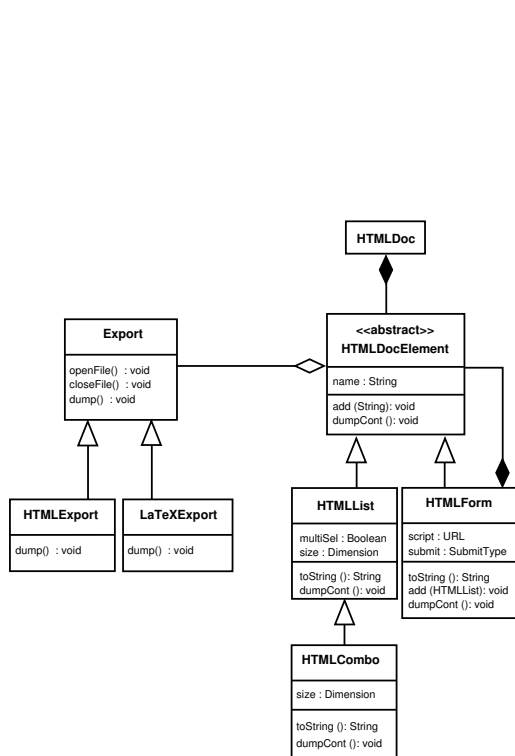 HTMLDoc
<<abstract>>
HTMLDocElement
name : String
add (String): void
dumpCont (): void
Export
openFile()  : void
closeFile()  : void
dump()  : void
HTMLExport
dump()  : void
LaTeXExport
dump()  : void
HTMLList
multiSel : Boolean
size : Dimension
toString (): String
dumpCont (): void
HTMLForm
script : URL
submit : SubmitType
toString (): String
add (HTMLList): void
dumpCont (): void
HTMLCombo
size : Dimension
toString (): String
dumpCont (): void